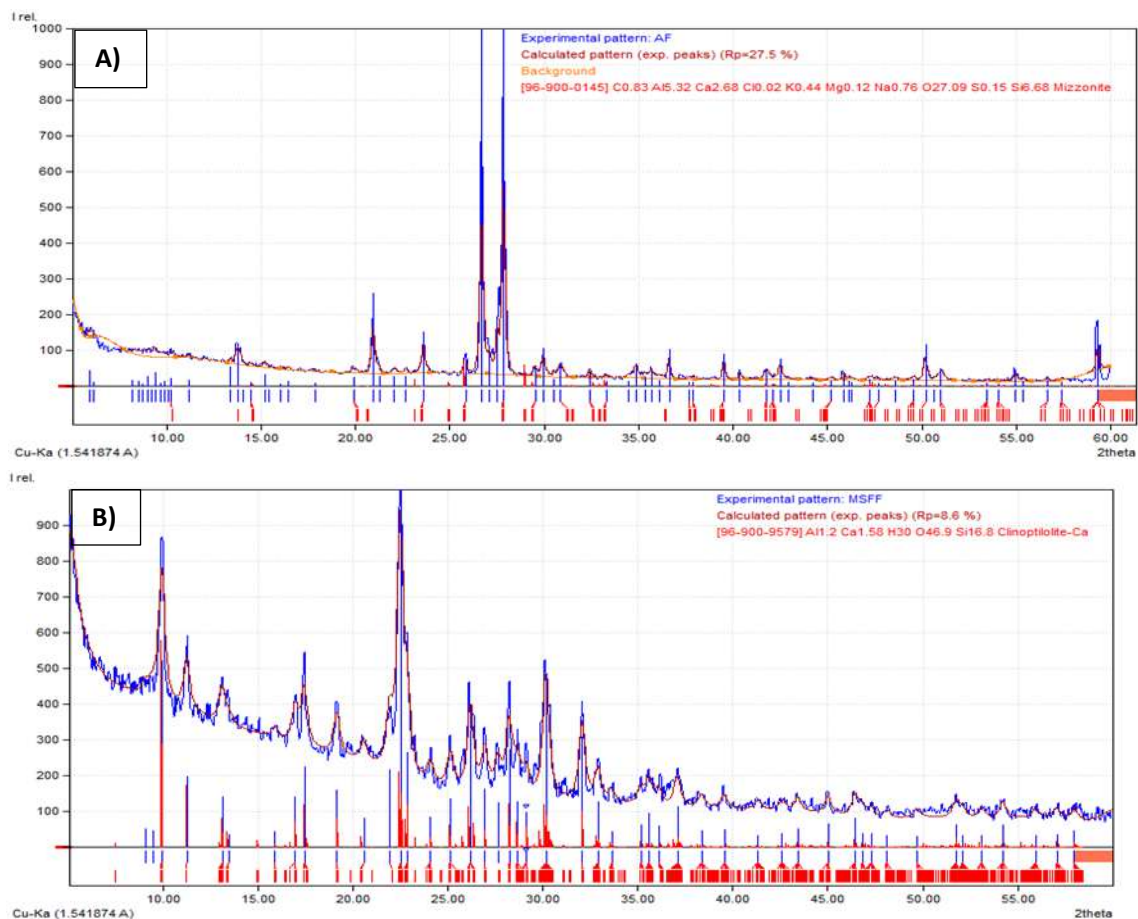 I rel.
A)
1000
900
800
700
600
500
400
300
200
100
Experimental pattern: AF
Calculated pattern (exp. peaks) (Rp=27.5 %)
Background
[96-900-0145] C0.83 Al5.32 Ca2.68 Cl0.02 K0.44 Mg0.12 Na0.76 O27.09 S0.15 Si6.68 Mizzonite
10.00 15.00 20.00 25.00 30.00 35.00 40.00 45.00 50.00 55.00 60.00
Cu-Ka (1.541874 A) 2theta
I rel.
B)
900
800
700
600
500
400
300
200
100
Experimental pattern: MSFF
Calculated pattern (exp. peaks) (Rp=8.6 %)
[96-900-9579] Al1.2 Ca1.58 H30 O46.9 Si16.8 Clinoptilolite-Ca
10.00 15.00 20.00 25.00 30.00 35.00 40.00 45.00 50.00 55.00
Cu-Ka (1.541874 A) 2theta